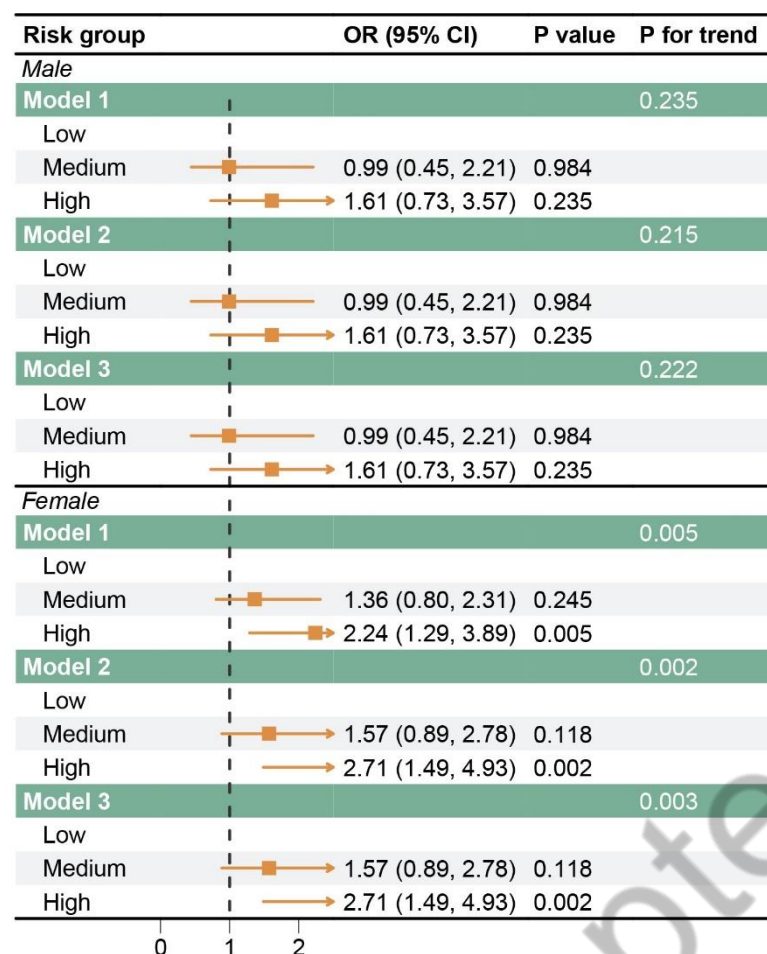 Risk group OR (95% CI) P value P for trend
Male
Model 1 0.235
Low
Medium 0.99 (0.45, 2.21) 0.984
High 1.61 (0.73, 3.57) 0.235
Model 2 0.215
Low
Medium 0.99 (0.45, 2.21) 0.984
High 1.61 (0.73, 3.57) 0.235
Model 3 0.222
Low
Medium 0.99 (0.45, 2.21) 0.984
High 1.61 (0.73, 3.57) 0.235
Female
Model 1 0.005
Low
Medium 1.36 (0.80, 2.31) 0.245
High 2.24 (1.29, 3.89) 0.005
Model 2 0.002
Low
Medium 1.57 (0.89, 2.78) 0.118
High 2.71 (1.49, 4.93) 0.002
Model 3 0.003
Low
Medium 1.57 (0.89, 2.78) 0.118
High 2.71 (1.49, 4.93) 0.002
0 1 2